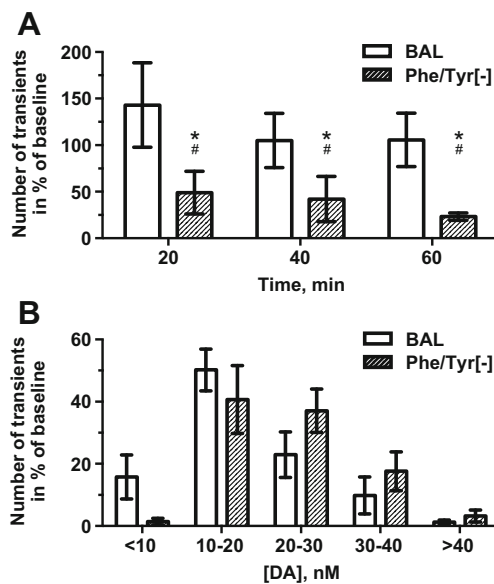 A
Number of transients
in % of baseline
200
150
100
50
0
BAL
Phe/Tyr[-]
* * *
# # #
20 40 60
Time, min
B
Number of transients
in % of baseline
60
40
20
0
BAL
Phe/Tyr[-]
<10 10-20 20-30 30-40 >40
[DA], nM